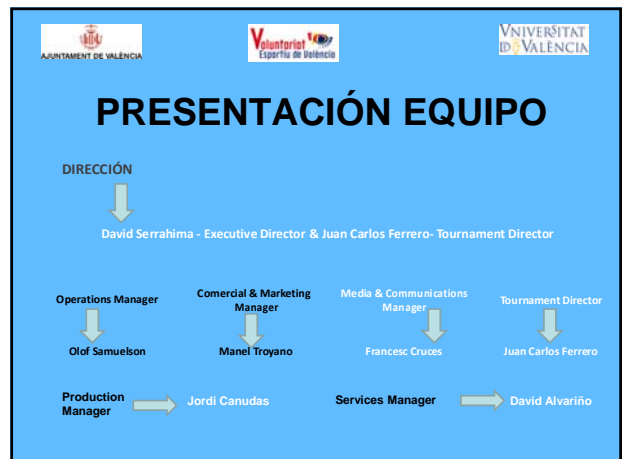 AJUNTAMENT DE VALÈNCIA
Voluntariat
Esportiu de València
VNIVERSITAT
ID VALÈNCIA
PRESENTACIÓN EQUIPO
DIRECCIÓN
David Serrahima - Executive Director & Juan Carlos Ferrero- Tournament Director
Operations Manager
Comercial & Marketing
Manager
Media & Communications
Manager
Tournament Director
Olof Samuelson
Manel Troyano
Francesc Cruces
Juan Carlos Ferrero
Production
Manager
Jordi Canudas
Services Manager
David Alvariño